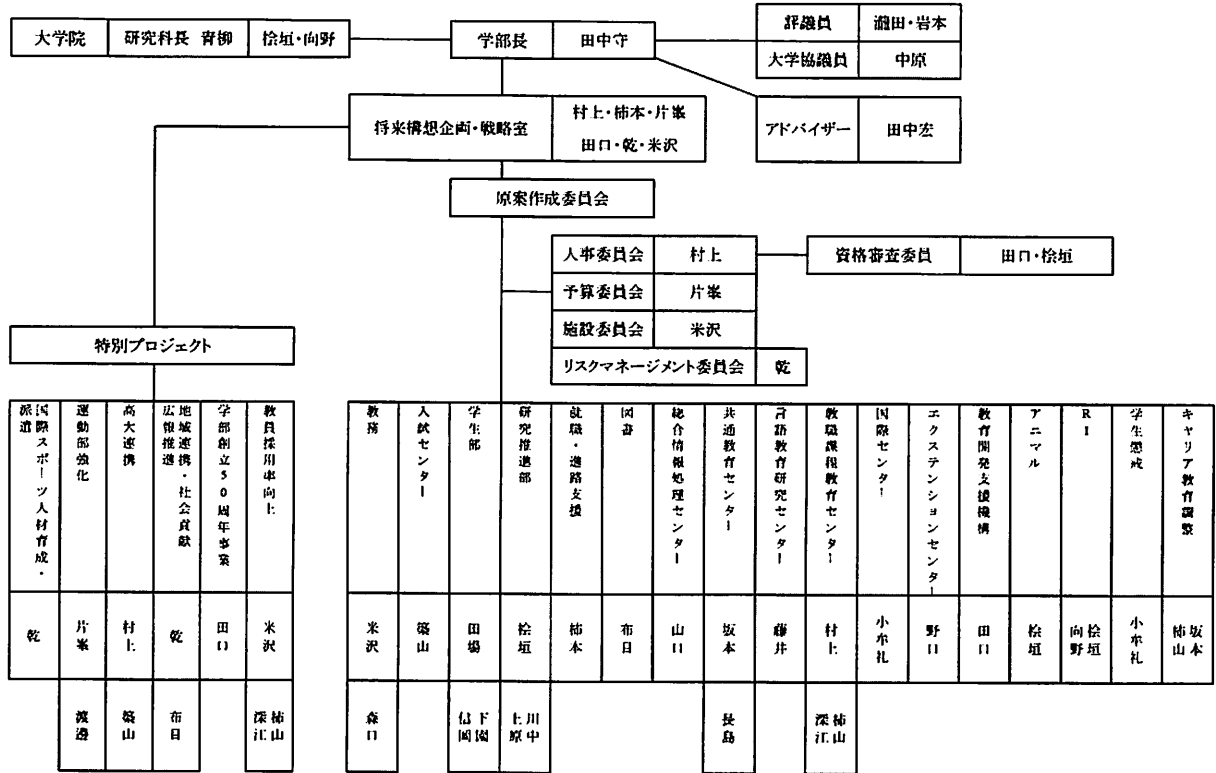 大学院 研究科長 青柳 桧垣・向野
学部長 田中守
評議員 瀧田・岩本
大学協議員 中原
アドバイザー 田中宏
将来構想企画・戦略室
村上・柿本・片峯
田口・乾・米沢
原案作成委員会
人事委員会 村上
資格審査委員 田口・桧垣
予算委員会 片峯
施設委員会 米沢
リスクマネージメント委員会 乾
特別プロジェクト
国際スポーツ人材育成・
派遣
乾
運動部強化
片峯
渡邊
高大連携
村上
築山
地域連携・社会貢献
広報推進
乾
布目
学部創立50周年事業
田口
教員採用率向上
米沢
柿山
深江
教務
米沢
森口
入試センター
築山
学生部
田場
下園
信岡
研究推進部
桧垣
川中
上原
就職・進路支援
柿本
図書
布目
総合情報処理センター
山口
共通教育センター
坂本
長島
言語教育研究センター
藤井
教職課程教育センター
村上
柿山
深江
国際センター
小牟礼
エクステンションセンター
野口
教育開発支援機構
田口
アニマル
桧垣
RI
桧垣
向野
学生懲戒
小牟礼
キャリア教育調整
坂本
柿山